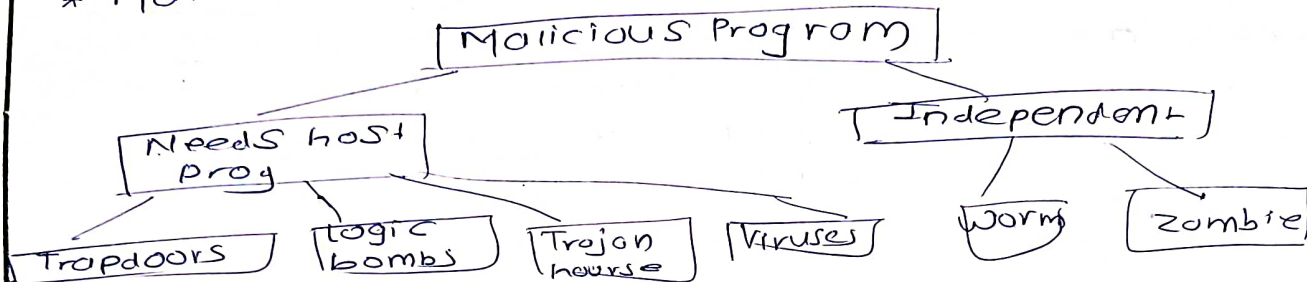 Malicious Program
Needs host
prog
Independent
Trapdoors
Logic
bombs
Trojan
hourse
Viruses
Worm
Zombie